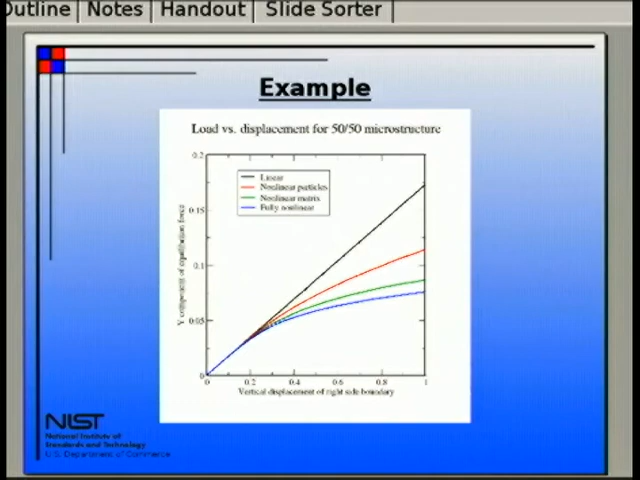 Outline Notes Handout Slide Sorter
Example
Load vs. displacement for 50/50 microstructure
0.2
Linear
Nonlinear particles
Nonlinear matrix
Fully nonlinear
0.15
Y component of equilibrium force
0.1
0.05
0
0 0.2 0.4 0.6 0.8 1
Vertical displacement of right side boundary
NIST
National Institute of
Standards and Technology
U.S. Department of Commerce